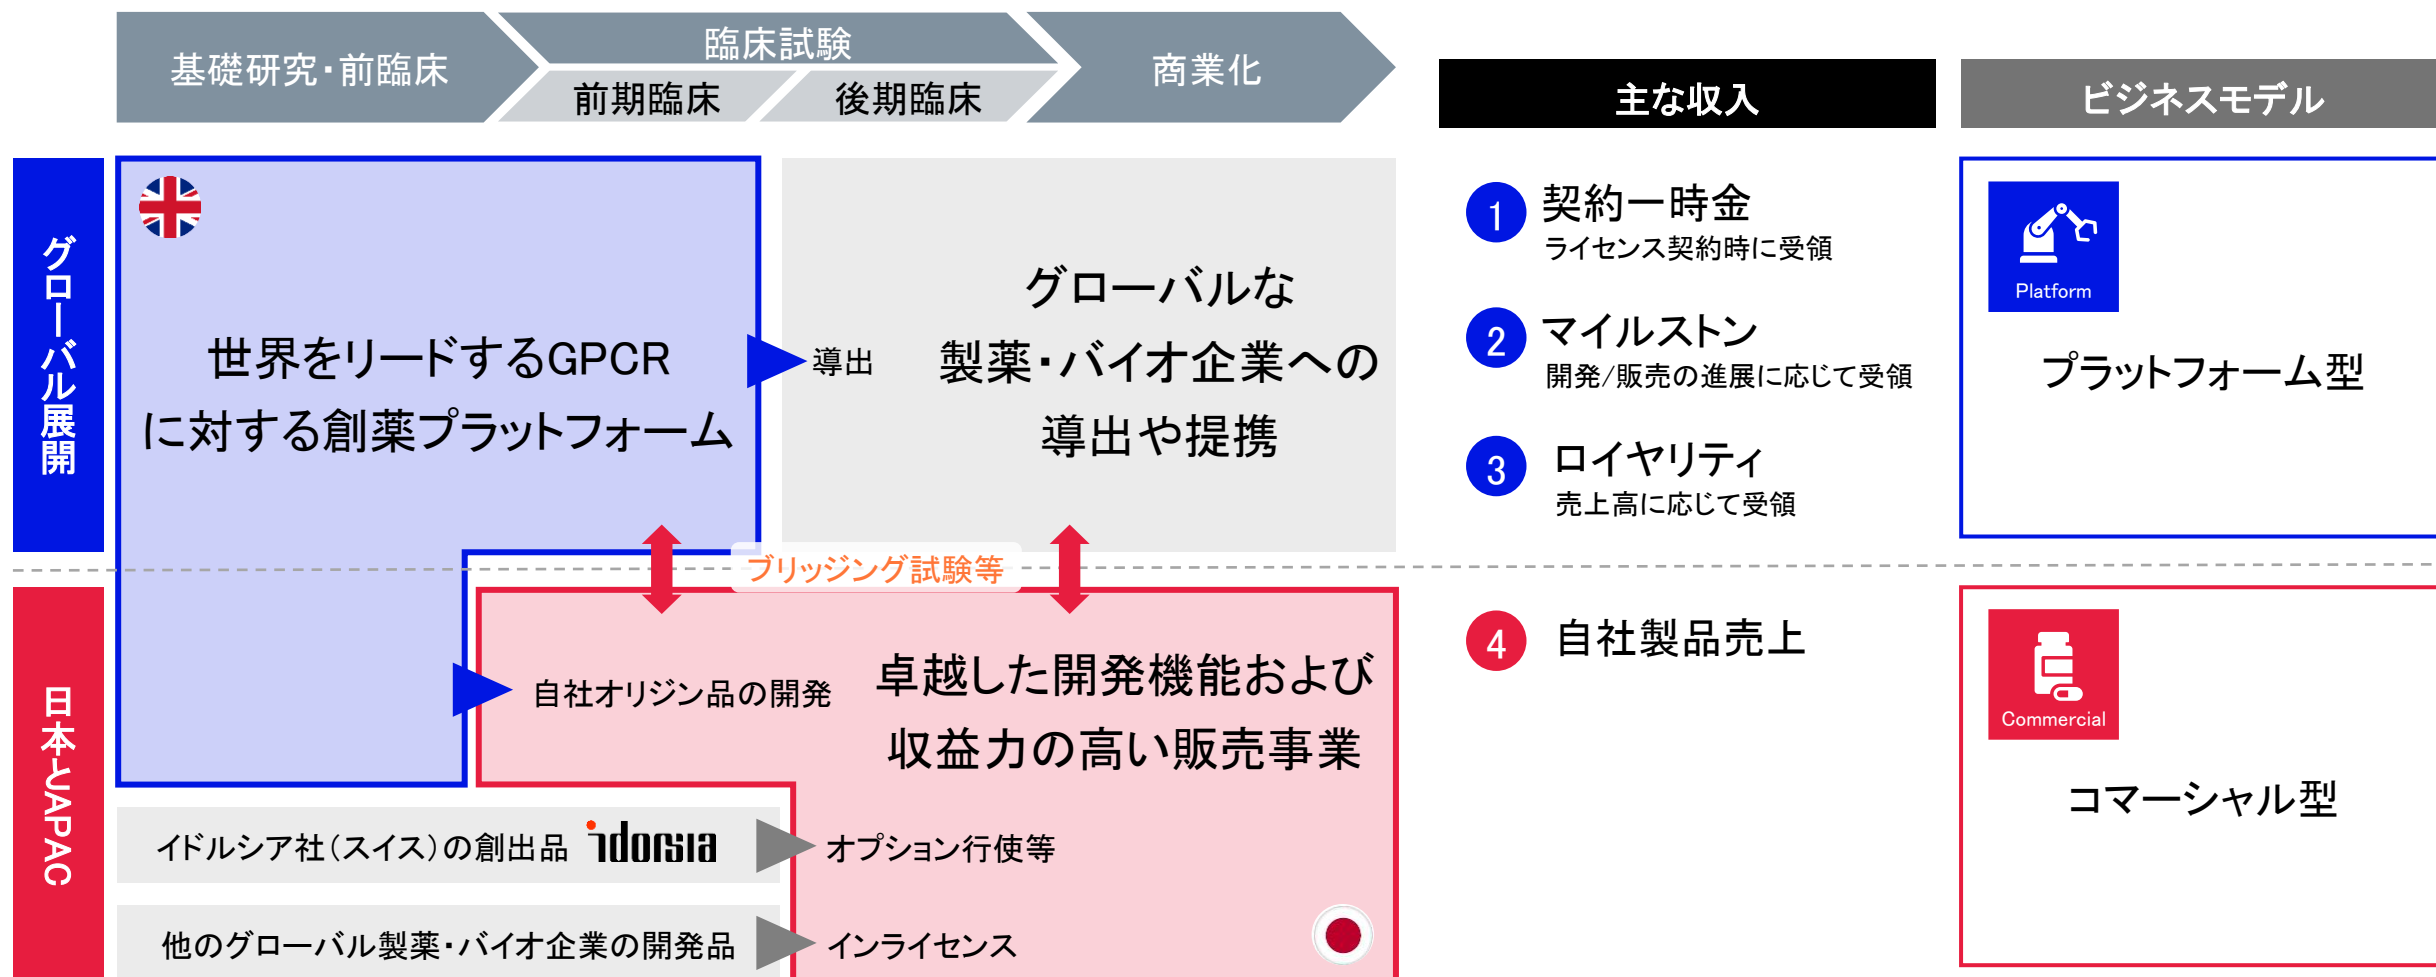 基礎研究・前臨床
臨床試験
前期臨床
後期臨床
商業化
主な収入
ビジネスモデル
グローバル展開
世界をリードするGPCR
に対する創薬プラットフォーム
導出
グローバルな
製薬・バイオ企業への
導出や提携
1 契約一時金
ライセンス契約時に受領
2 マイルストン
開発/販売の進展に応じて受領
3 ロイヤリティ
売上高に応じて受領
Platform
プラットフォーム型
ブリッジング試験等
日本とAPAC
自社オリジン品の開発
卓越した開発機能および
収益力の高い販売事業
イドルシア社（スイス）の創出品 idorsia
オプション行使等
他のグローバル製薬・バイオ企業の開発品
インライセンス
4 自社製品売上
Commercial
コマーシャル型